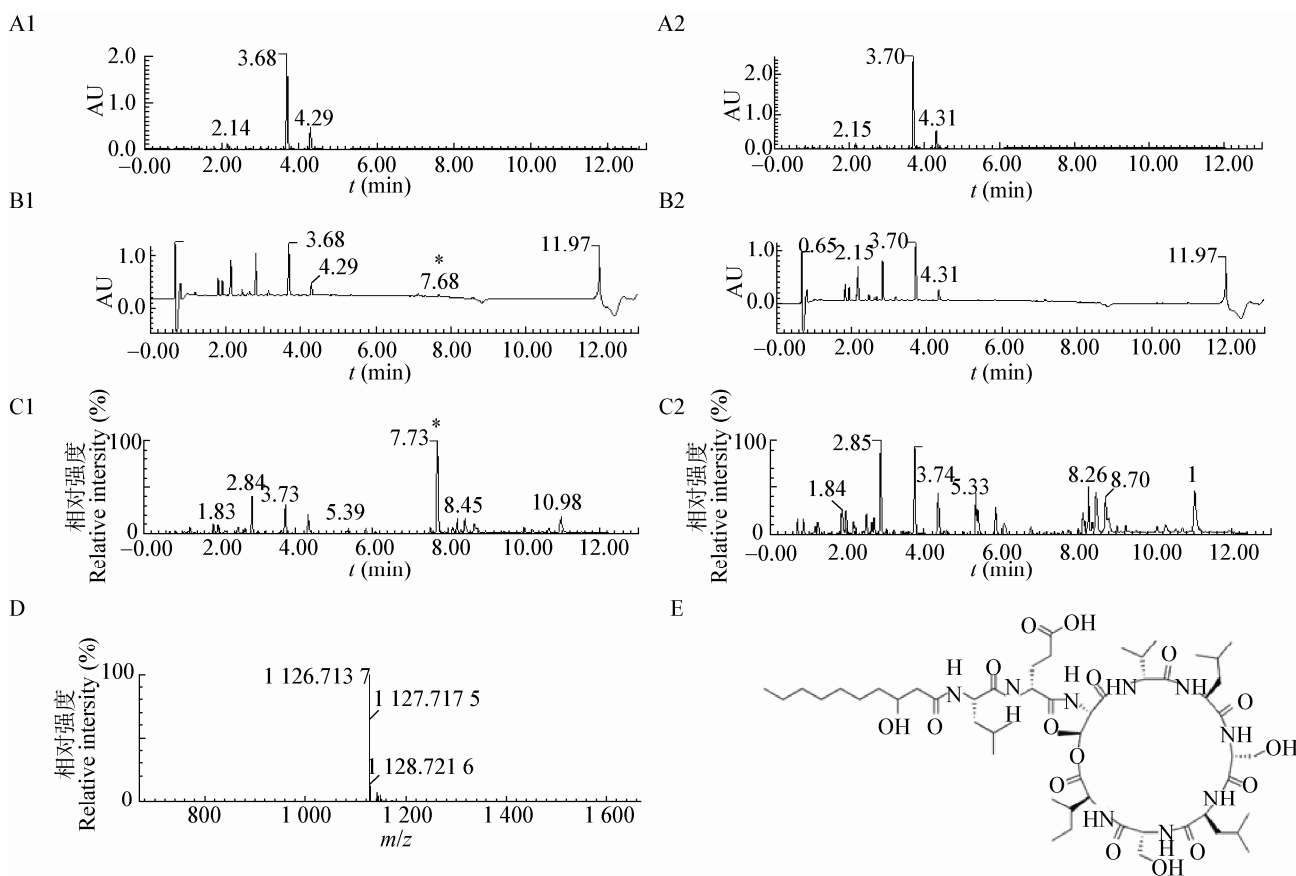 A1
2.0
1.0
0.0
AU
3.68
4.29
2.14
−0.00 2.00 4.00 6.00 8.00 10.00 12.00
t (min)
A2
2.0
1.0
0.0
AU
3.70
4.31
2.15
−0.00 2.00 4.00 6.00 8.00 10.00 12.00
t (min)
B1
1.0
0.0
AU
3.68
4.29
*
7.68
11.97
−0.00 2.00 4.00 6.00 8.00 10.00 12.00
t (min)
B2
1.0
0.0
AU
0.65
2.15
3.70
4.31
11.97
−0.00 2.00 4.00 6.00 8.00 10.00 12.00
t (min)
C1
相对强度
Relative intersity (%)
100
0
1.83
2.84
3.73
5.39
7.73
*
8.45
10.98
−0.00 2.00 4.00 6.00 8.00 10.00 12.00
t (min)
C2
相对强度
Relative intersity (%)
100
0
1.84
2.85
3.74
5.33
8.26
8.70
1
−0.00 2.00 4.00 6.00 8.00 10.00 12.00
t (min)
D
相对强度
Relative intersity (%)
100
0
1 126.713 7
1 127.717 5
1 128.721 6
800 1 000 1 200 1 400 1 600
m/z
E
O
OH
H
N
O
N
H
O
H
N
O
HN
O
NH
O
NH
OH
O
NH
O
N
H
OH
O
HN
O
O
O
OH